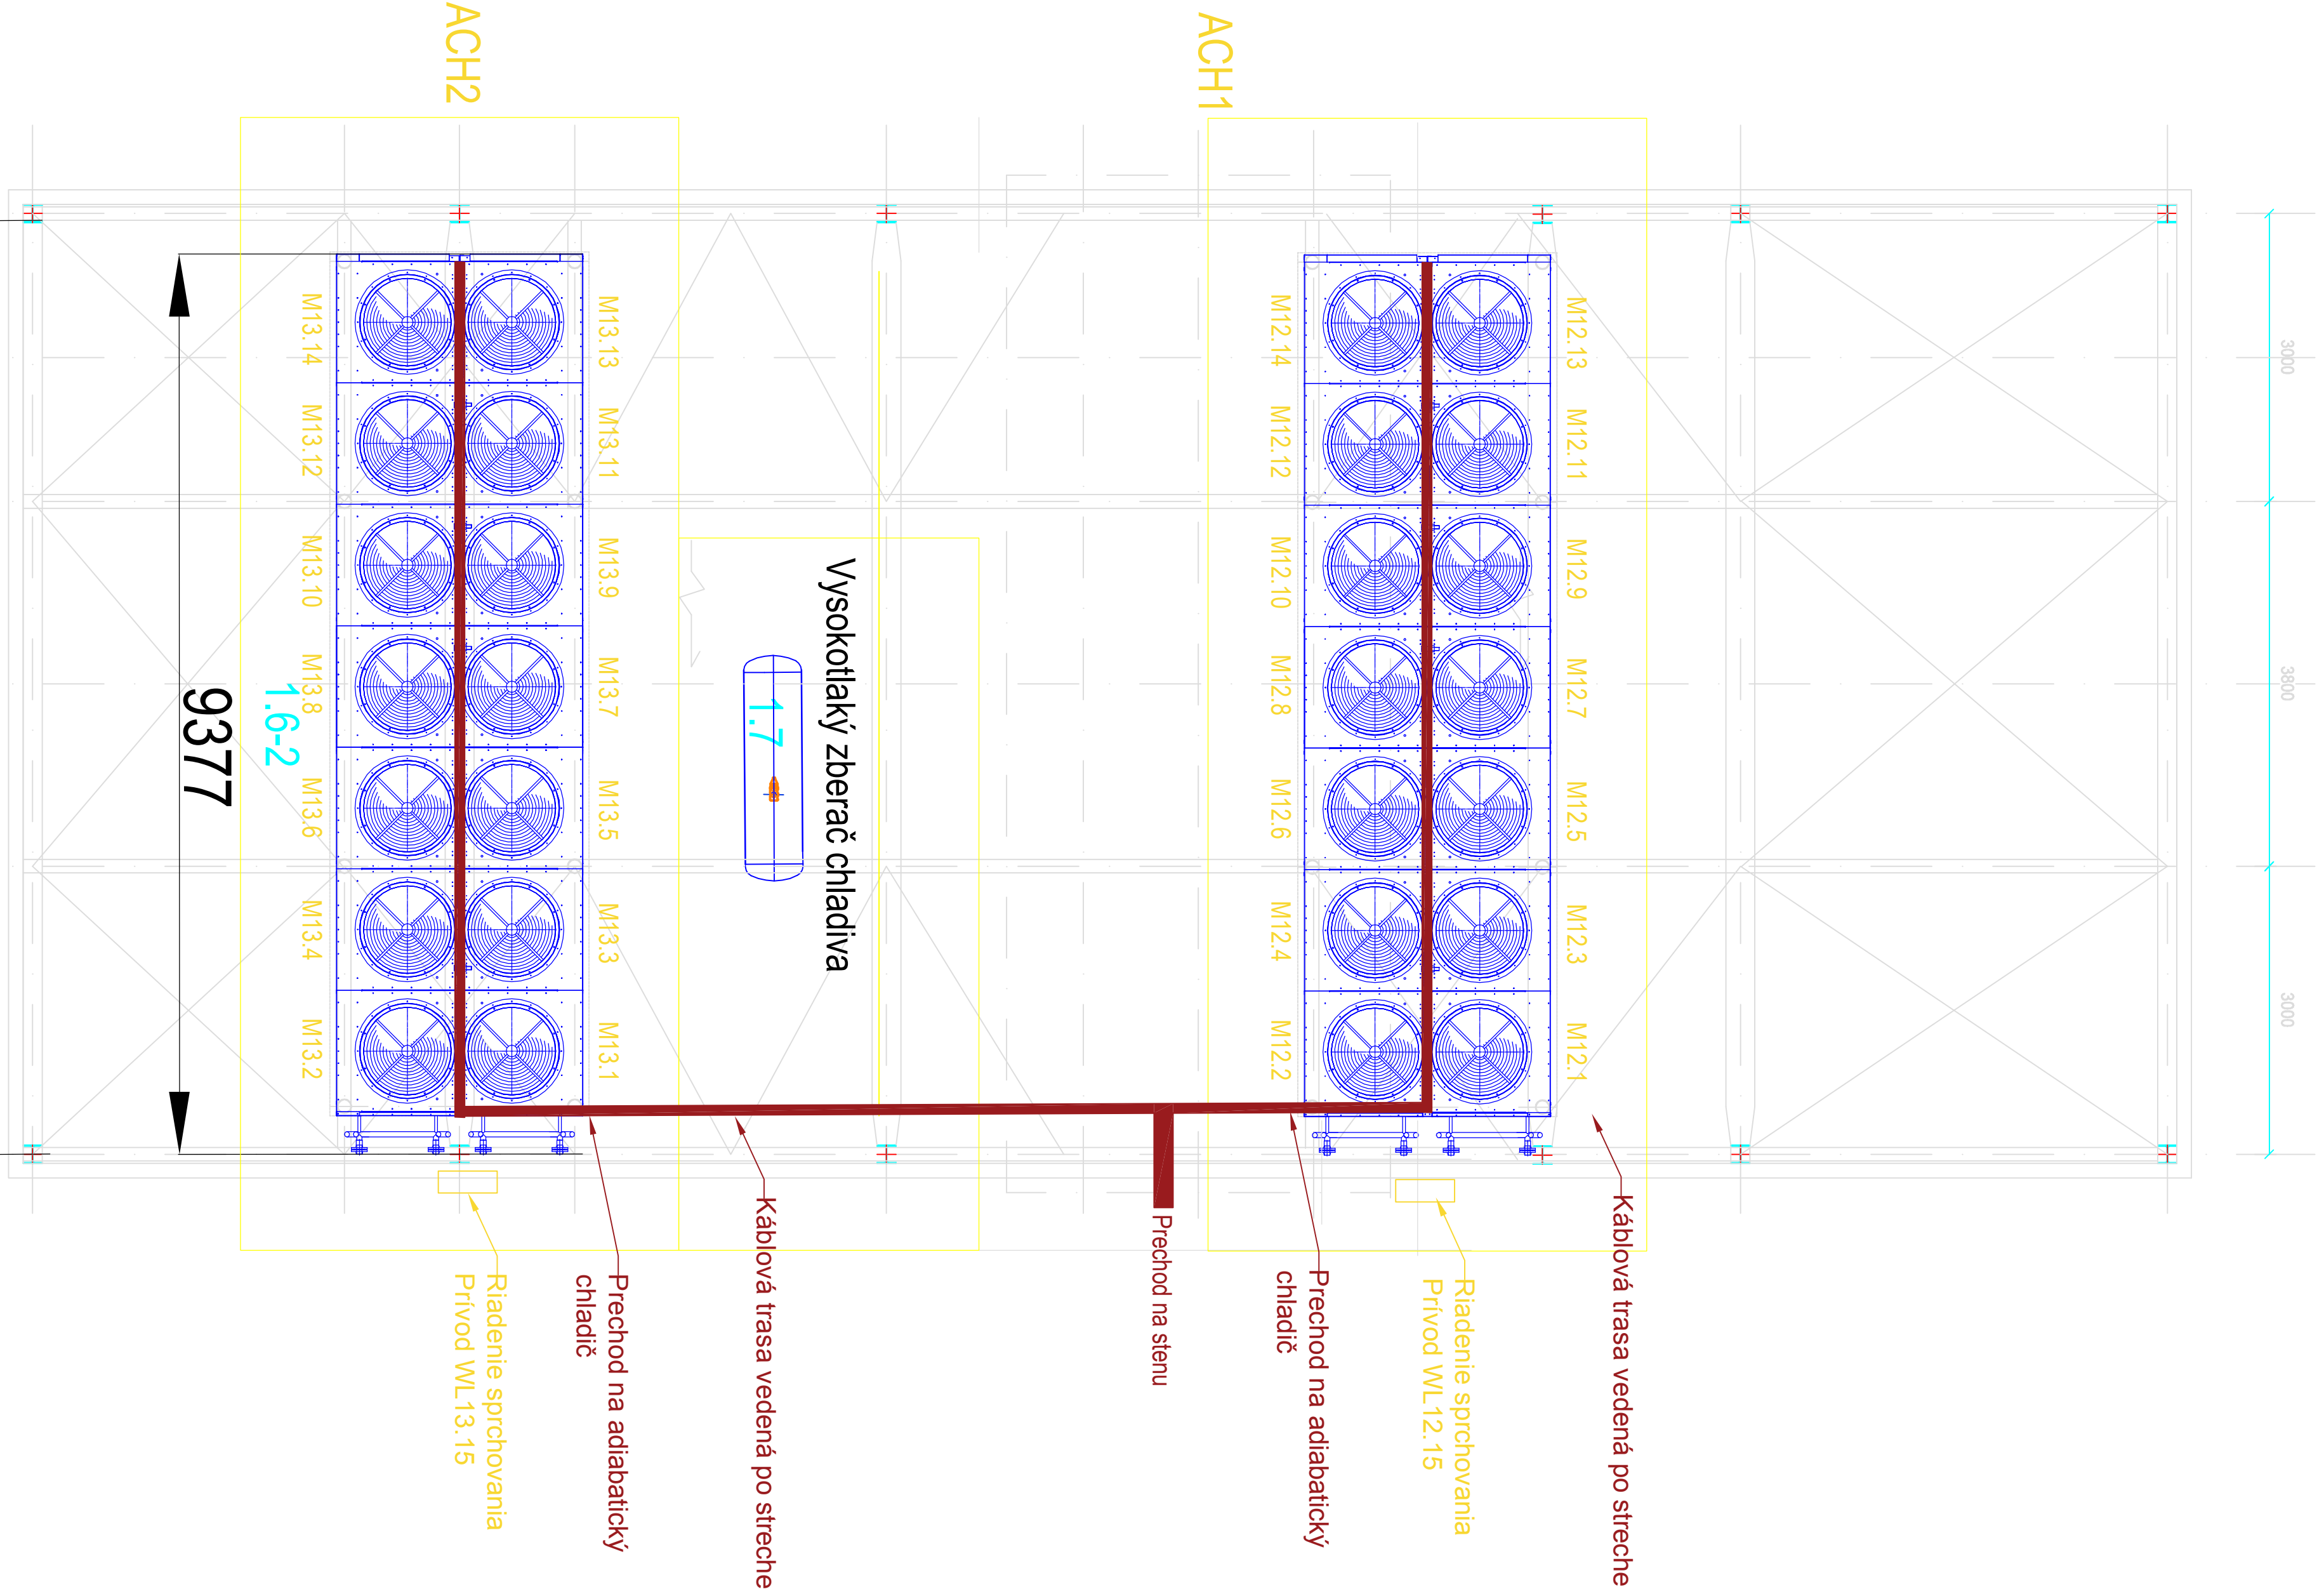 ACH2
ACH1
M13.14
M13.13
M12.14
M12.13
3000
M13.12
M13.11
M12.12
M12.11
M13.10
M13.9
M12.10
M12.9
Vysokotlaký zberač chladiva
M13.8
M13.7
M12.8
M12.7
3800
9377
1.6-2
1.7
M13.6
M13.5
M12.6
M12.5
M13.4
M13.3
M12.4
M12.3
M13.2
M13.1
M12.2
M12.1
3000
Riadenie sprchovania
Prívod WL13.15
Prechod na adiabatický
chladič
Káblová trasa vedená po streche
Prechod na stenu
Prechod na adiabatický
chladič
Riadenie sprchovania
Prívod WL12.15
Káblová trasa vedená po streche